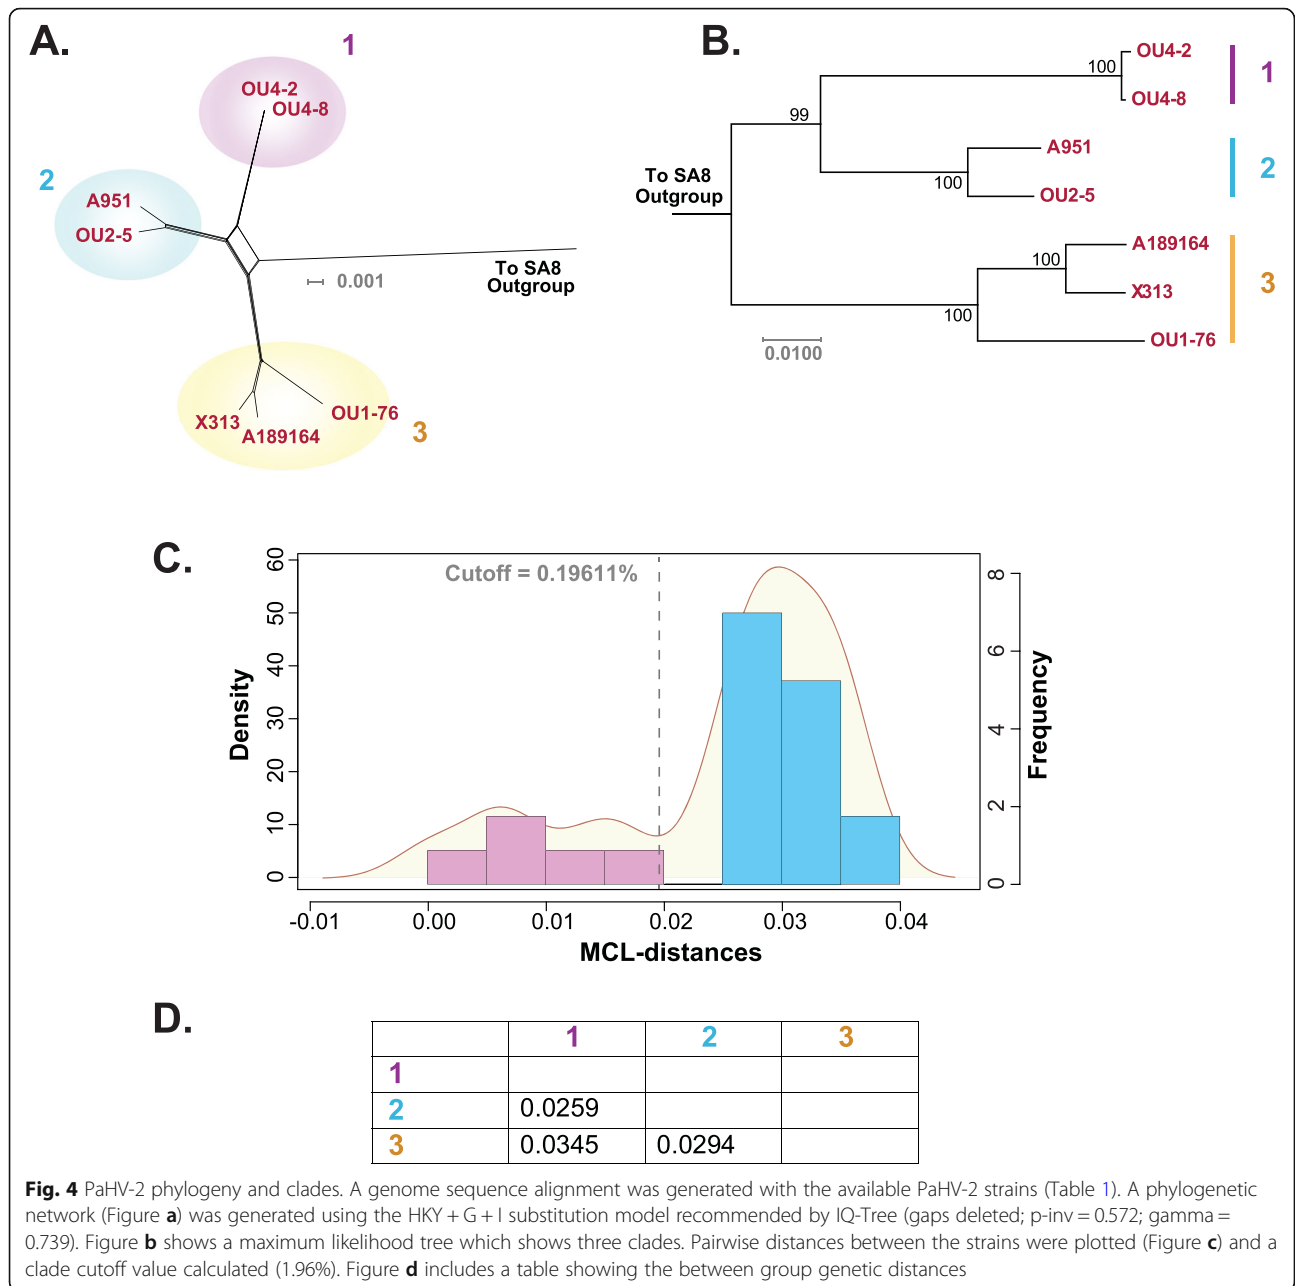 A.
1
OU4-2
OU4-8
2
A951
OU2-5
To SA8
Outgroup
0.001
X313
A189164
OU1-76
3
B.
OU4-2
100
OU4-8
1
99
A951
100
OU2-5
2
To SA8
Outgroup
A189164
100
X313
100
OU1-76
3
0.0100
C.
Cutoff = 0.19611%
Density
60
50
40
30
20
10
0
8
6
4
2
0
Frequency
-0.01 0.00 0.01 0.02 0.03 0.04
MCL-distances
D.
1 2 3
1
2 0.0259
3 0.0345 0.0294
Fig. 4 PaHV-2 phylogeny and clades. A genome sequence alignment was generated with the available PaHV-2 strains (Table 1). A phylogenetic
network (Figure a) was generated using the HKY + G + I substitution model recommended by IQ-Tree (gaps deleted; p-inv = 0.572; gamma =
0.739). Figure b shows a maximum likelihood tree which shows three clades. Pairwise distances between the strains were plotted (Figure c) and a
clade cutoff value calculated (1.96%). Figure d includes a table showing the between group genetic distances